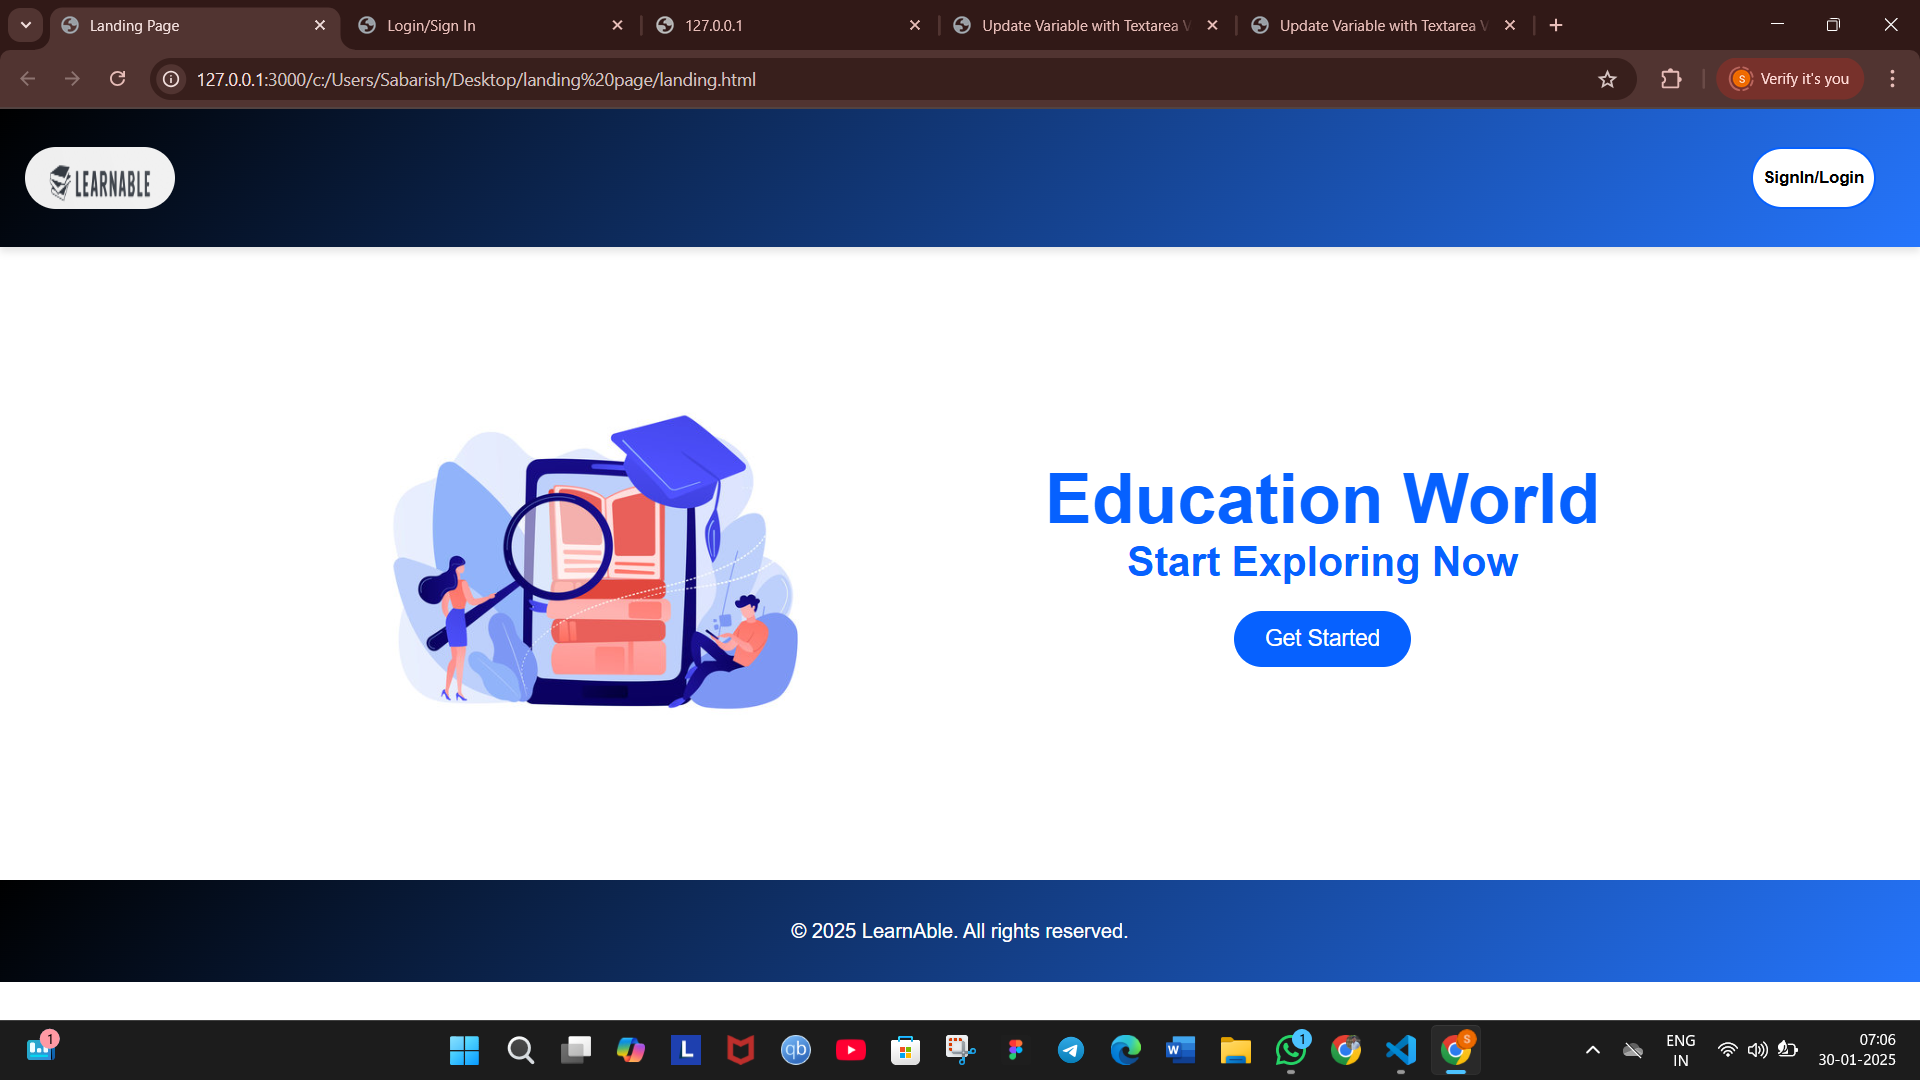 Landing Page
Login/Sign In
127.0.0.1
Update Variable with Textarea V
Update Variable with Textarea V
127.0.0.1:3000/c:/Users/Sabarish/Desktop/landing%20page/landing.html
S
Verify it's you
LEARNABLE
SignIn/Login
Education World
Start Exploring Now
Get Started
© 2025 LearnAble. All rights reserved.
1
L
qb
W
1
S
ENG
IN
07:06
30-01-2025